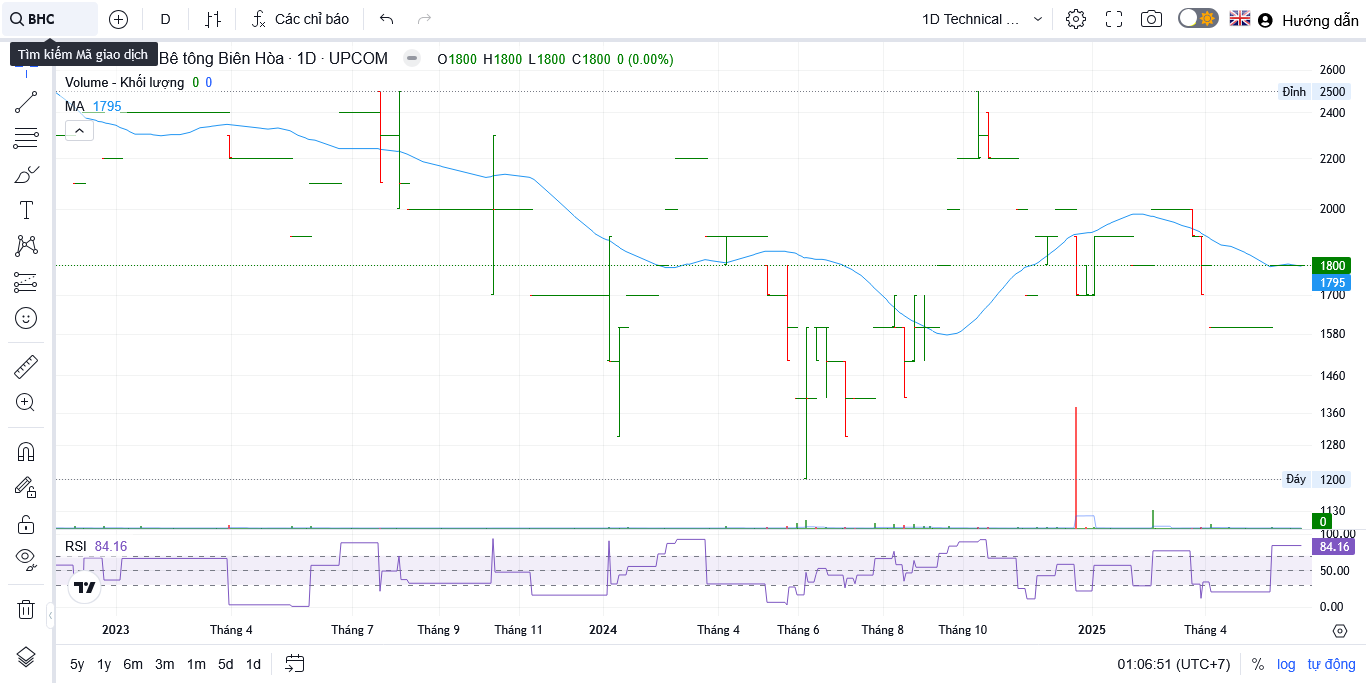 BHC D Các chỉ báo 1D Technical ... Hướng dẫn
Tìm kiếm Mã giao dịch
Bê tông Biên Hòa · 1D · UPCOM O1800 H1800 L1800 C1800 0 (0.00%)
Volume - Khối lượng 0 0
MA 1795
2600
Đỉnh 2500
2400
2200
2000
1800
1795
1700
1580
1460
1360
1280
Đáy 1200
1130
0
100.00
RSI 84.16
84.16
50.00
0.00
2023 Tháng 4 Tháng 7 Tháng 9 Tháng 11 2024 Tháng 4 Tháng 6 Tháng 8 Tháng 10 2025 Tháng 4
5y 1y 6m 3m 1m 5d 1d 01:06:51 (UTC+7) % log tự động